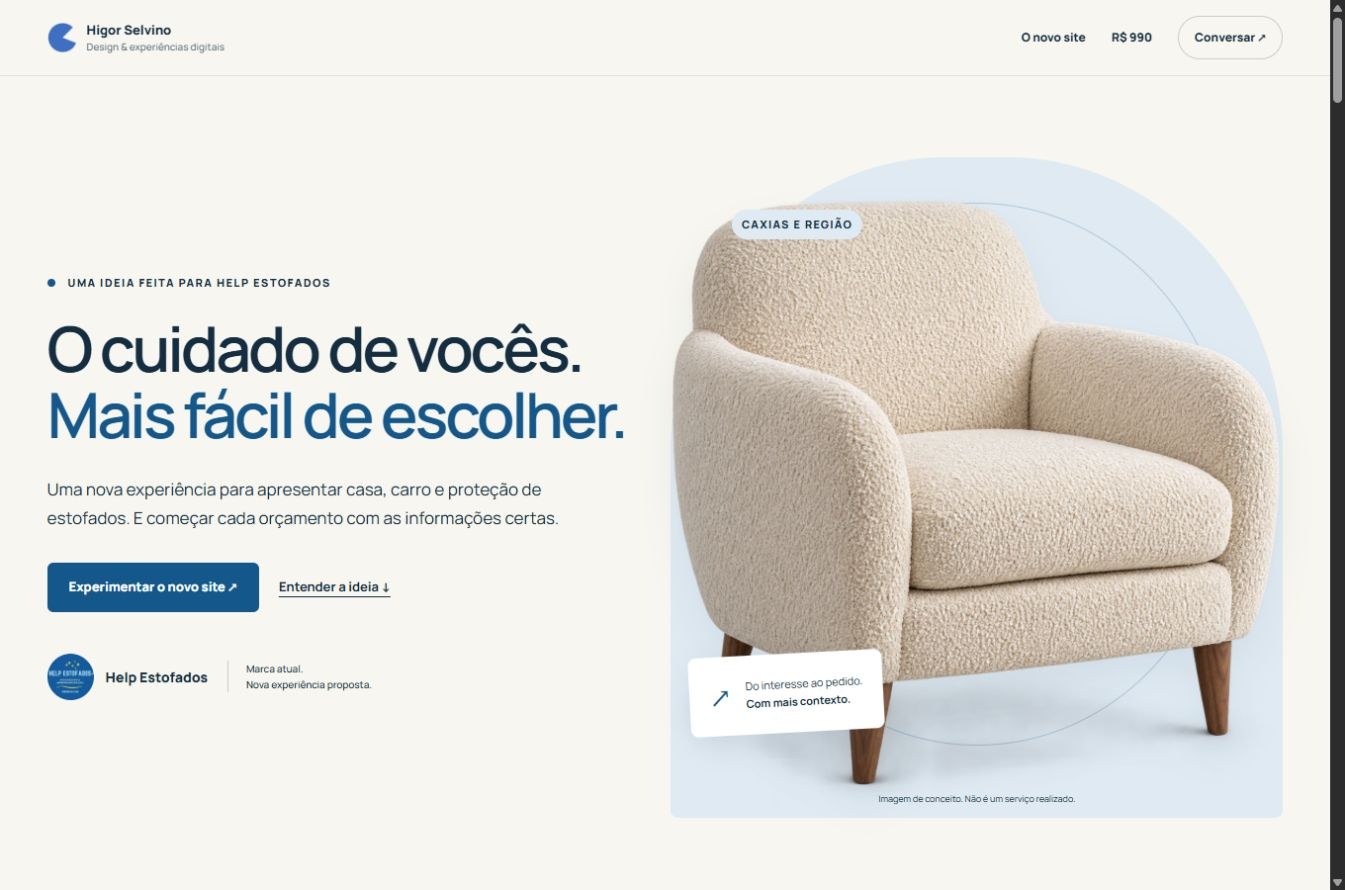 Higor Selvino
Design & experiências digitais
O novo site
R$ 990
Conversar ↗
UMA IDEIA FEITA PARA HELP ESTOFADOS
O cuidado de vocês.
Mais fácil de escolher.
Uma nova experiência para apresentar casa, carro e proteção de
estofados. E começar cada orçamento com as informações certas.
Experimentar o novo site ↗
Entender a ideia ↓
HELP ESTOFADOS
Help Estofados
Marca atual.
Nova experiência proposta.
CAXIAS E REGIÃO
↗
Do interesse ao pedido.
Com mais contexto.
Imagem de conceito. Não é um serviço realizado.